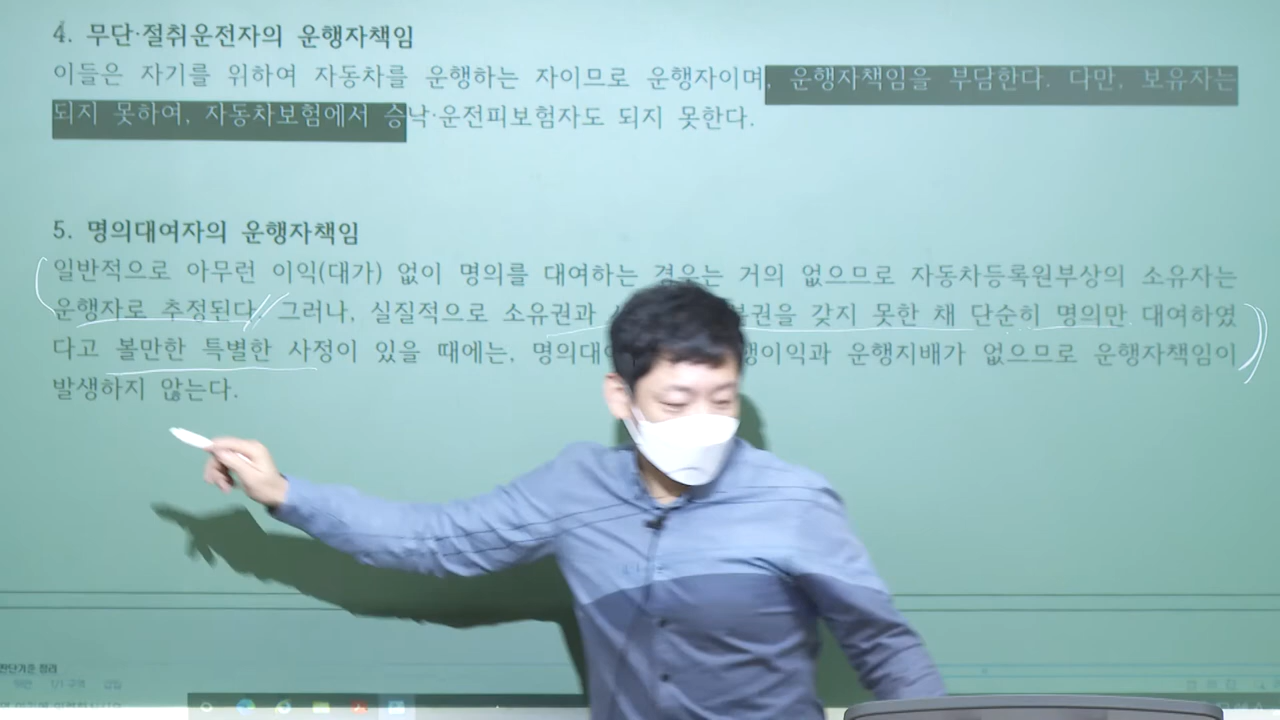 4. 무단·절취운전자의 운행자책임
이들은 자기를 위하여 자동차를 운행하는 자이므로 운행자이며, 운행자책임을 부담한다. 다만, 보유자는
되지 못하여, 자동차보험에서 승낙·운전피보험자도 되지 못한다.
5. 명의대여자의 운행자책임
일반적으로 아무런 이익(대가) 없이 명의를 대여하는 경우는 거의 없으므로 자동차등록원부상의 소유자는
운행자로 추정된다. 그러나, 실질적으로 소유권과 갖지 못한 채 단순히 명의만 대여하였
다고 볼만한 특별한 사정이 있을 때에는, 운행지배가 없으므로 운행자책임이
발생하지 않는다.
판단기준 정리